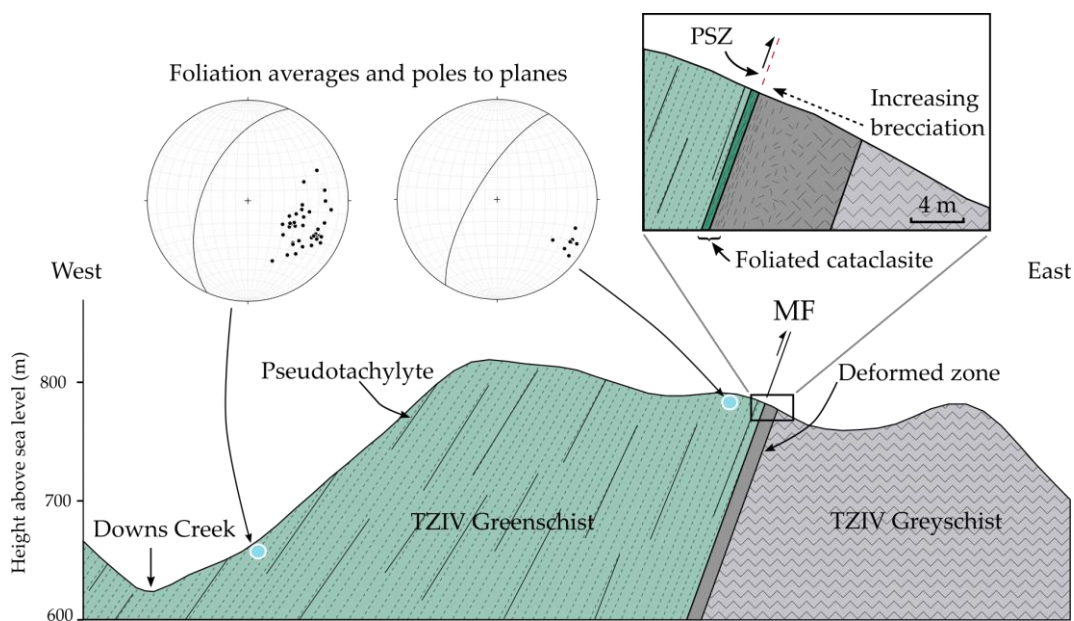 Foliation averages and poles to planes
PSZ
Increasing
brecciation
4 m
Foliated cataclasite
West
East
MF
Height above sea level (m)
800
700
600
Pseudotachylyte
Deformed zone
Downs Creek
TZIV Greenschist
TZIV Greyschist